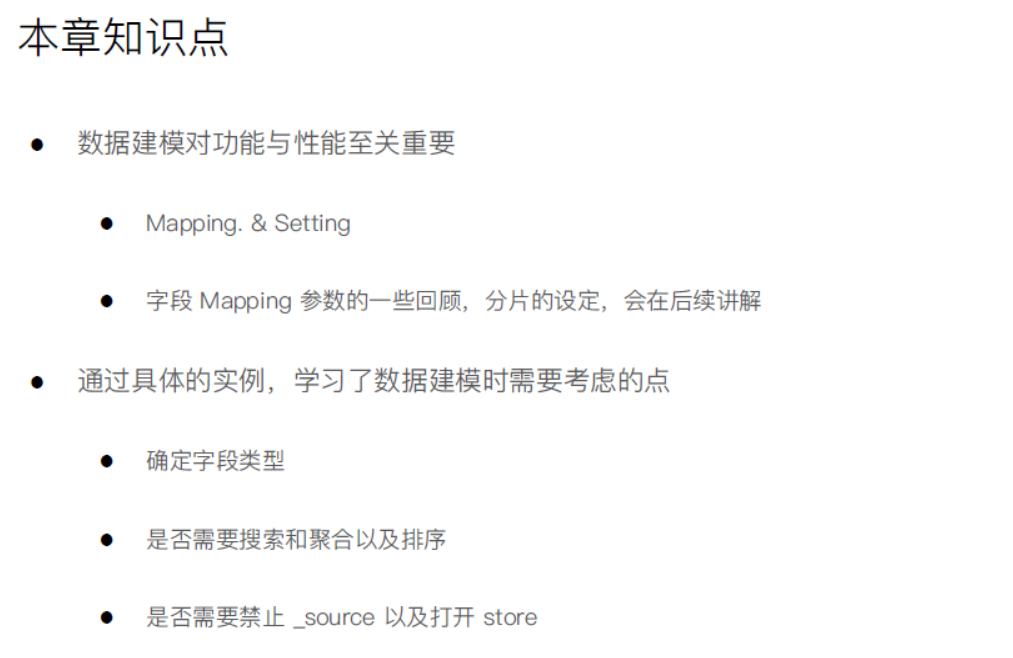 本章知识点
数据建模对功能与性能至关重要
Mapping. & Setting
字段 Mapping 参数的一些回顾，分片的设定，会在后续讲解
通过具体的实例，学习了数据建模时需要考虑的点
确定字段类型
是否需要搜索和聚合以及排序
是否需要禁止 _source 以及打开 store